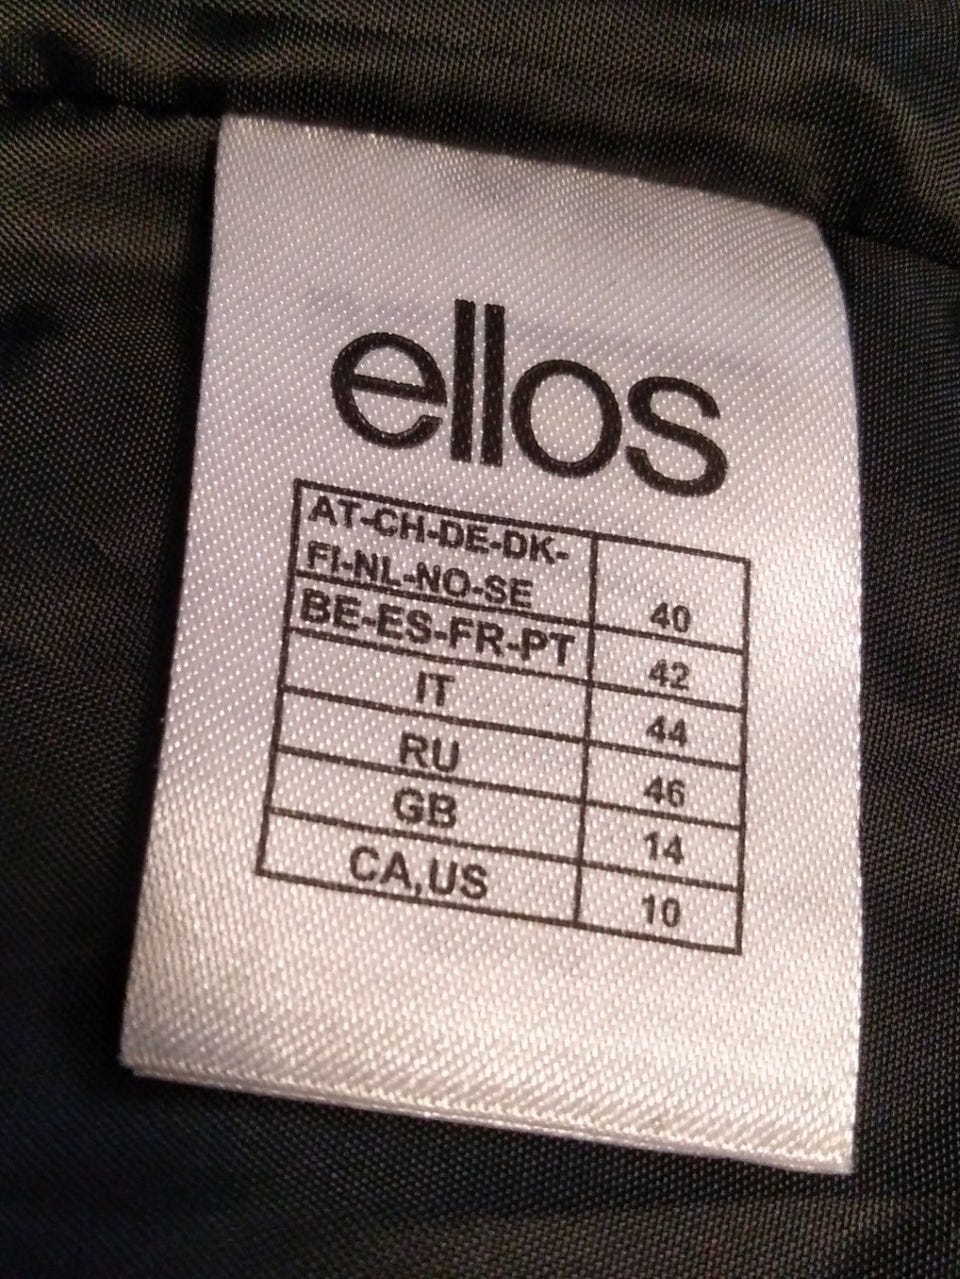 ellos
AT-CH-DE-DK-
FI-NL-NO-SE 40
BE-ES-FR-PT 42
IT 44
RU 46
GB 14
CA,US 10